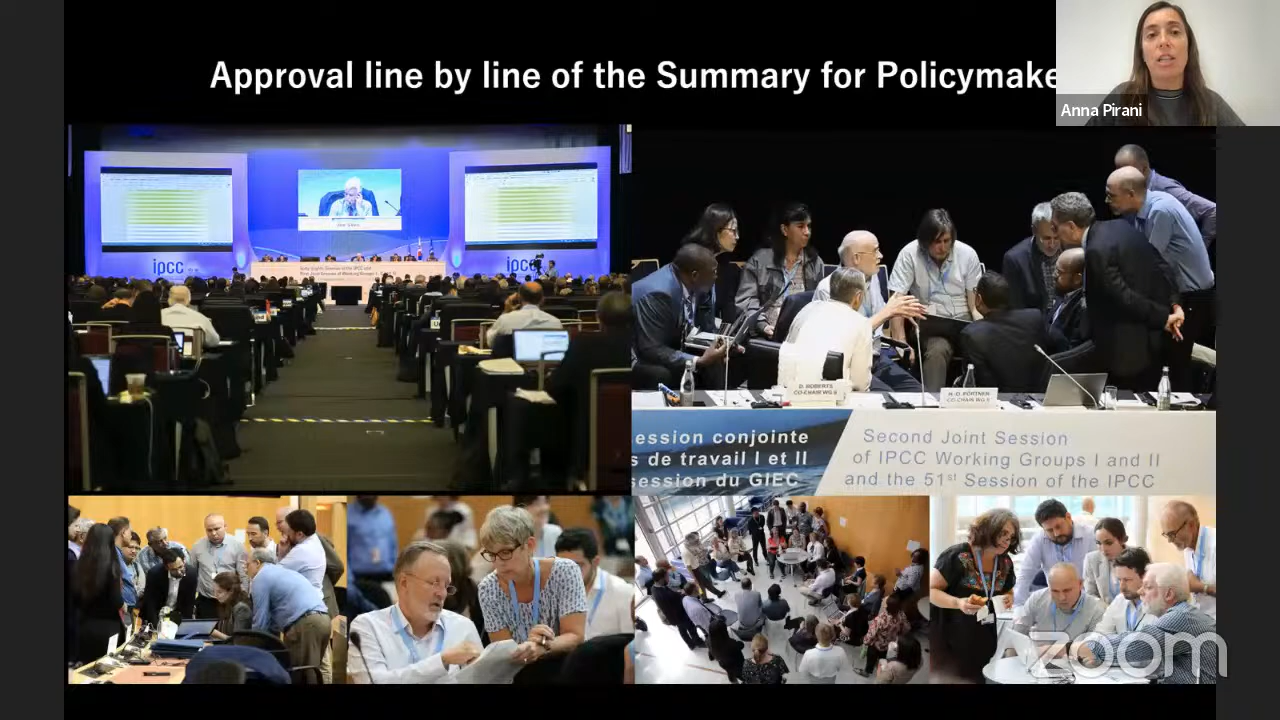 Approval line by line of the Summary for Policymake
Anna Pirani
ipcc
ipcc
D. ROBERTS
CO-CHAIR WG II
H. O. PÖRTNER
CO-CHAIR WG II
ession conjointe
s de travail I et II
session du GIEC
Second Joint Session
of IPCC Working Groups I and II
and the 51st Session of the IPCC
zoom